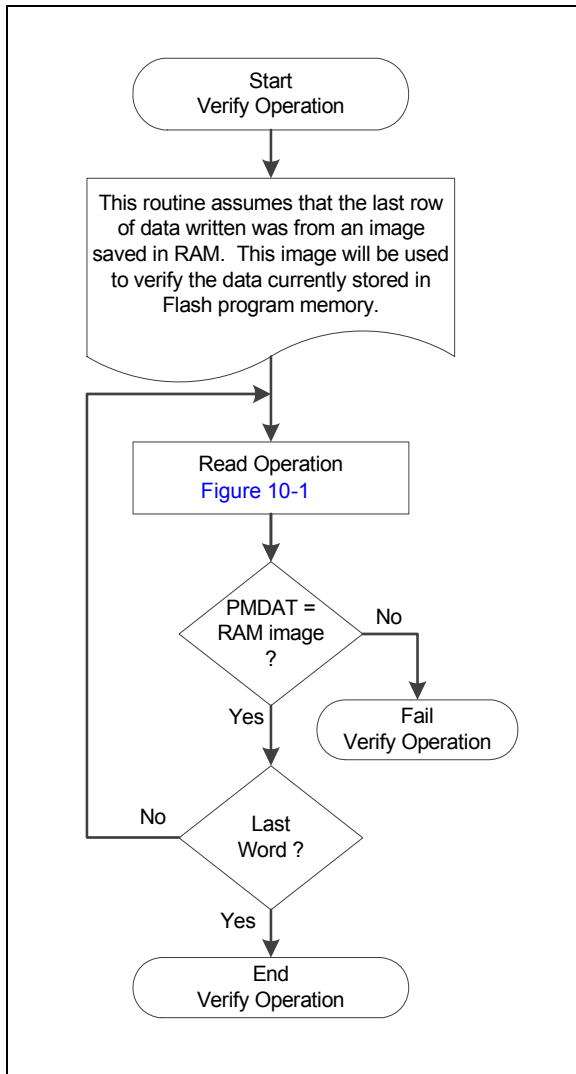 Start
Verify Operation
This routine assumes that the last row
of data written was from an image
saved in RAM. This image will be used
to verify the data currently stored in
Flash program memory.
Read Operation
Figure 10-1
PMDAT =
RAM image
?
No
Yes
Fail
Verify Operation
No
Last
Word ?
Yes
End
Verify Operation